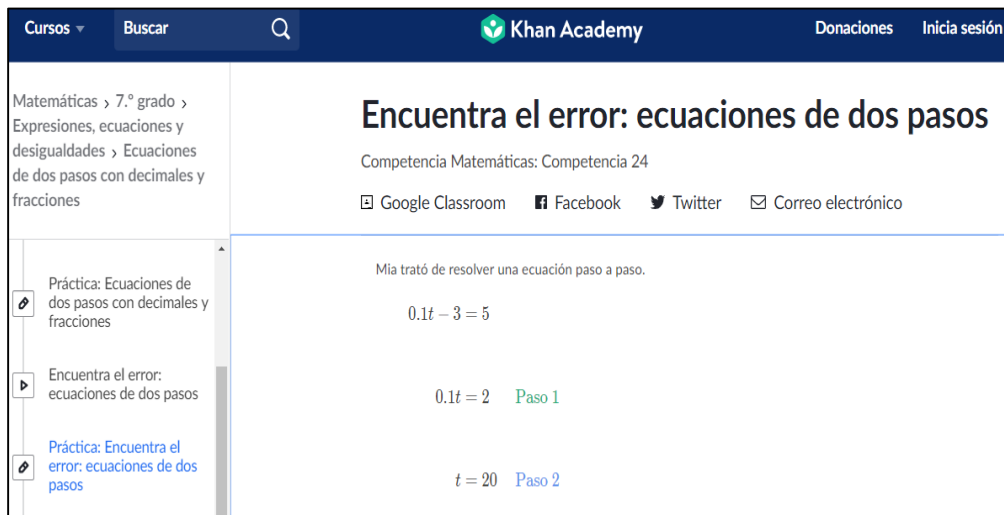 Cursos
Buscar
Khan Academy
Donaciones
Inicia sesión
Matemáticas > 7.º grado >
Expresiones, ecuaciones y
desigualdades > Ecuaciones
de dos pasos con decimales y
fracciones
Práctica: Ecuaciones de
dos pasos con decimales y
fracciones
Encuentra el error:
ecuaciones de dos pasos
Práctica: Encuentra el
error: ecuaciones de dos
pasos
Encuentra el error: ecuaciones de dos pasos
Competencia Matemáticas: Competencia 24
Google Classroom Facebook Twitter Correo electrónico
Mia trató de resolver una ecuación paso a paso.
0.1t − 3 = 5
0.1t = 2 Paso 1
t = 20 Paso 2